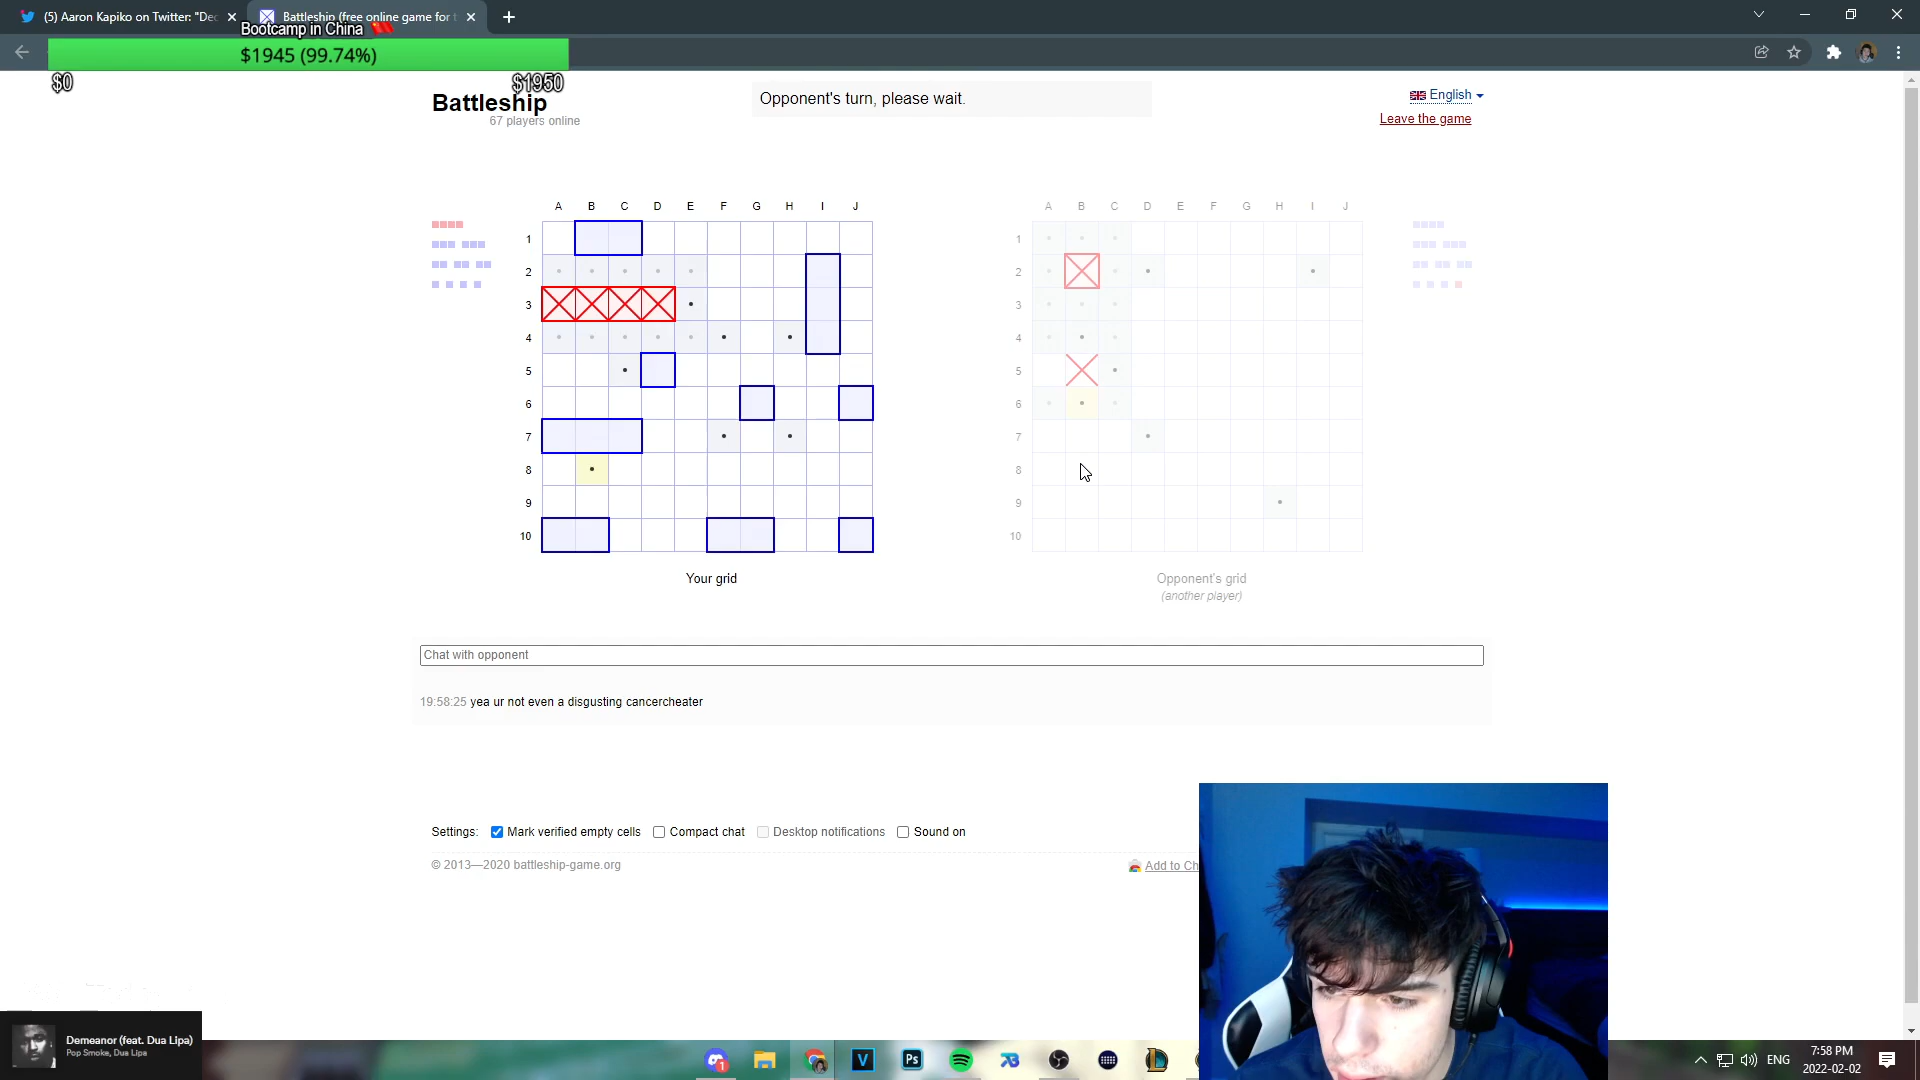 (5) Aaron Kapiko on Twitter: "Dec
Battleship (free online game for t
Bootcamp in China
$1945 (99.74%)
$0
$1950
Battleship
67 players online
Opponent's turn, please wait.
English
Leave the game
A B C D E F G H I J
1
2
3
4
5
6
7
8
9
10
Your grid
A B C D E F G H I J
1
2
3
4
5
6
7
8
9
10
Opponent's grid
(another player)
Chat with opponent
19:58:25 yea ur not even a disgusting cancercheater
Settings: Mark verified empty cells Compact chat Desktop notifications Sound on
© 2013—2020 battleship-game.org
Add to Ch
Demeanor (feat. Dua Lipa)
Pop Smoke, Dua Lipa
1
V
Ps
ENG
7:58 PM
2022-02-02